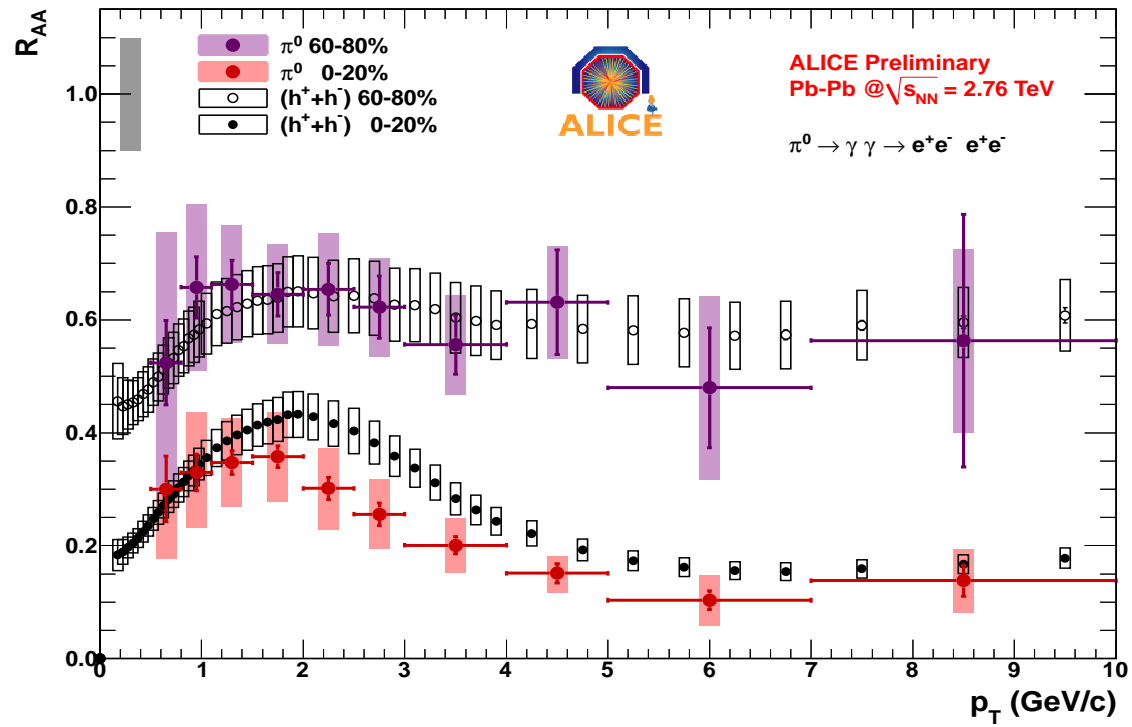 R_AA
π⁰ 60-80%
π⁰ 0-20%
(h⁺+h⁻) 60-80%
(h⁺+h⁻) 0-20%
ALICE
ALICE Preliminary
Pb-Pb @√s_NN = 2.76 TeV
π⁰ → γ γ → e⁺e⁻ e⁺e⁻
1.0
0.8
0.6
0.4
0.2
0.0
0 1 2 3 4 5 6 7 8 9 10
p_T (GeV/c)